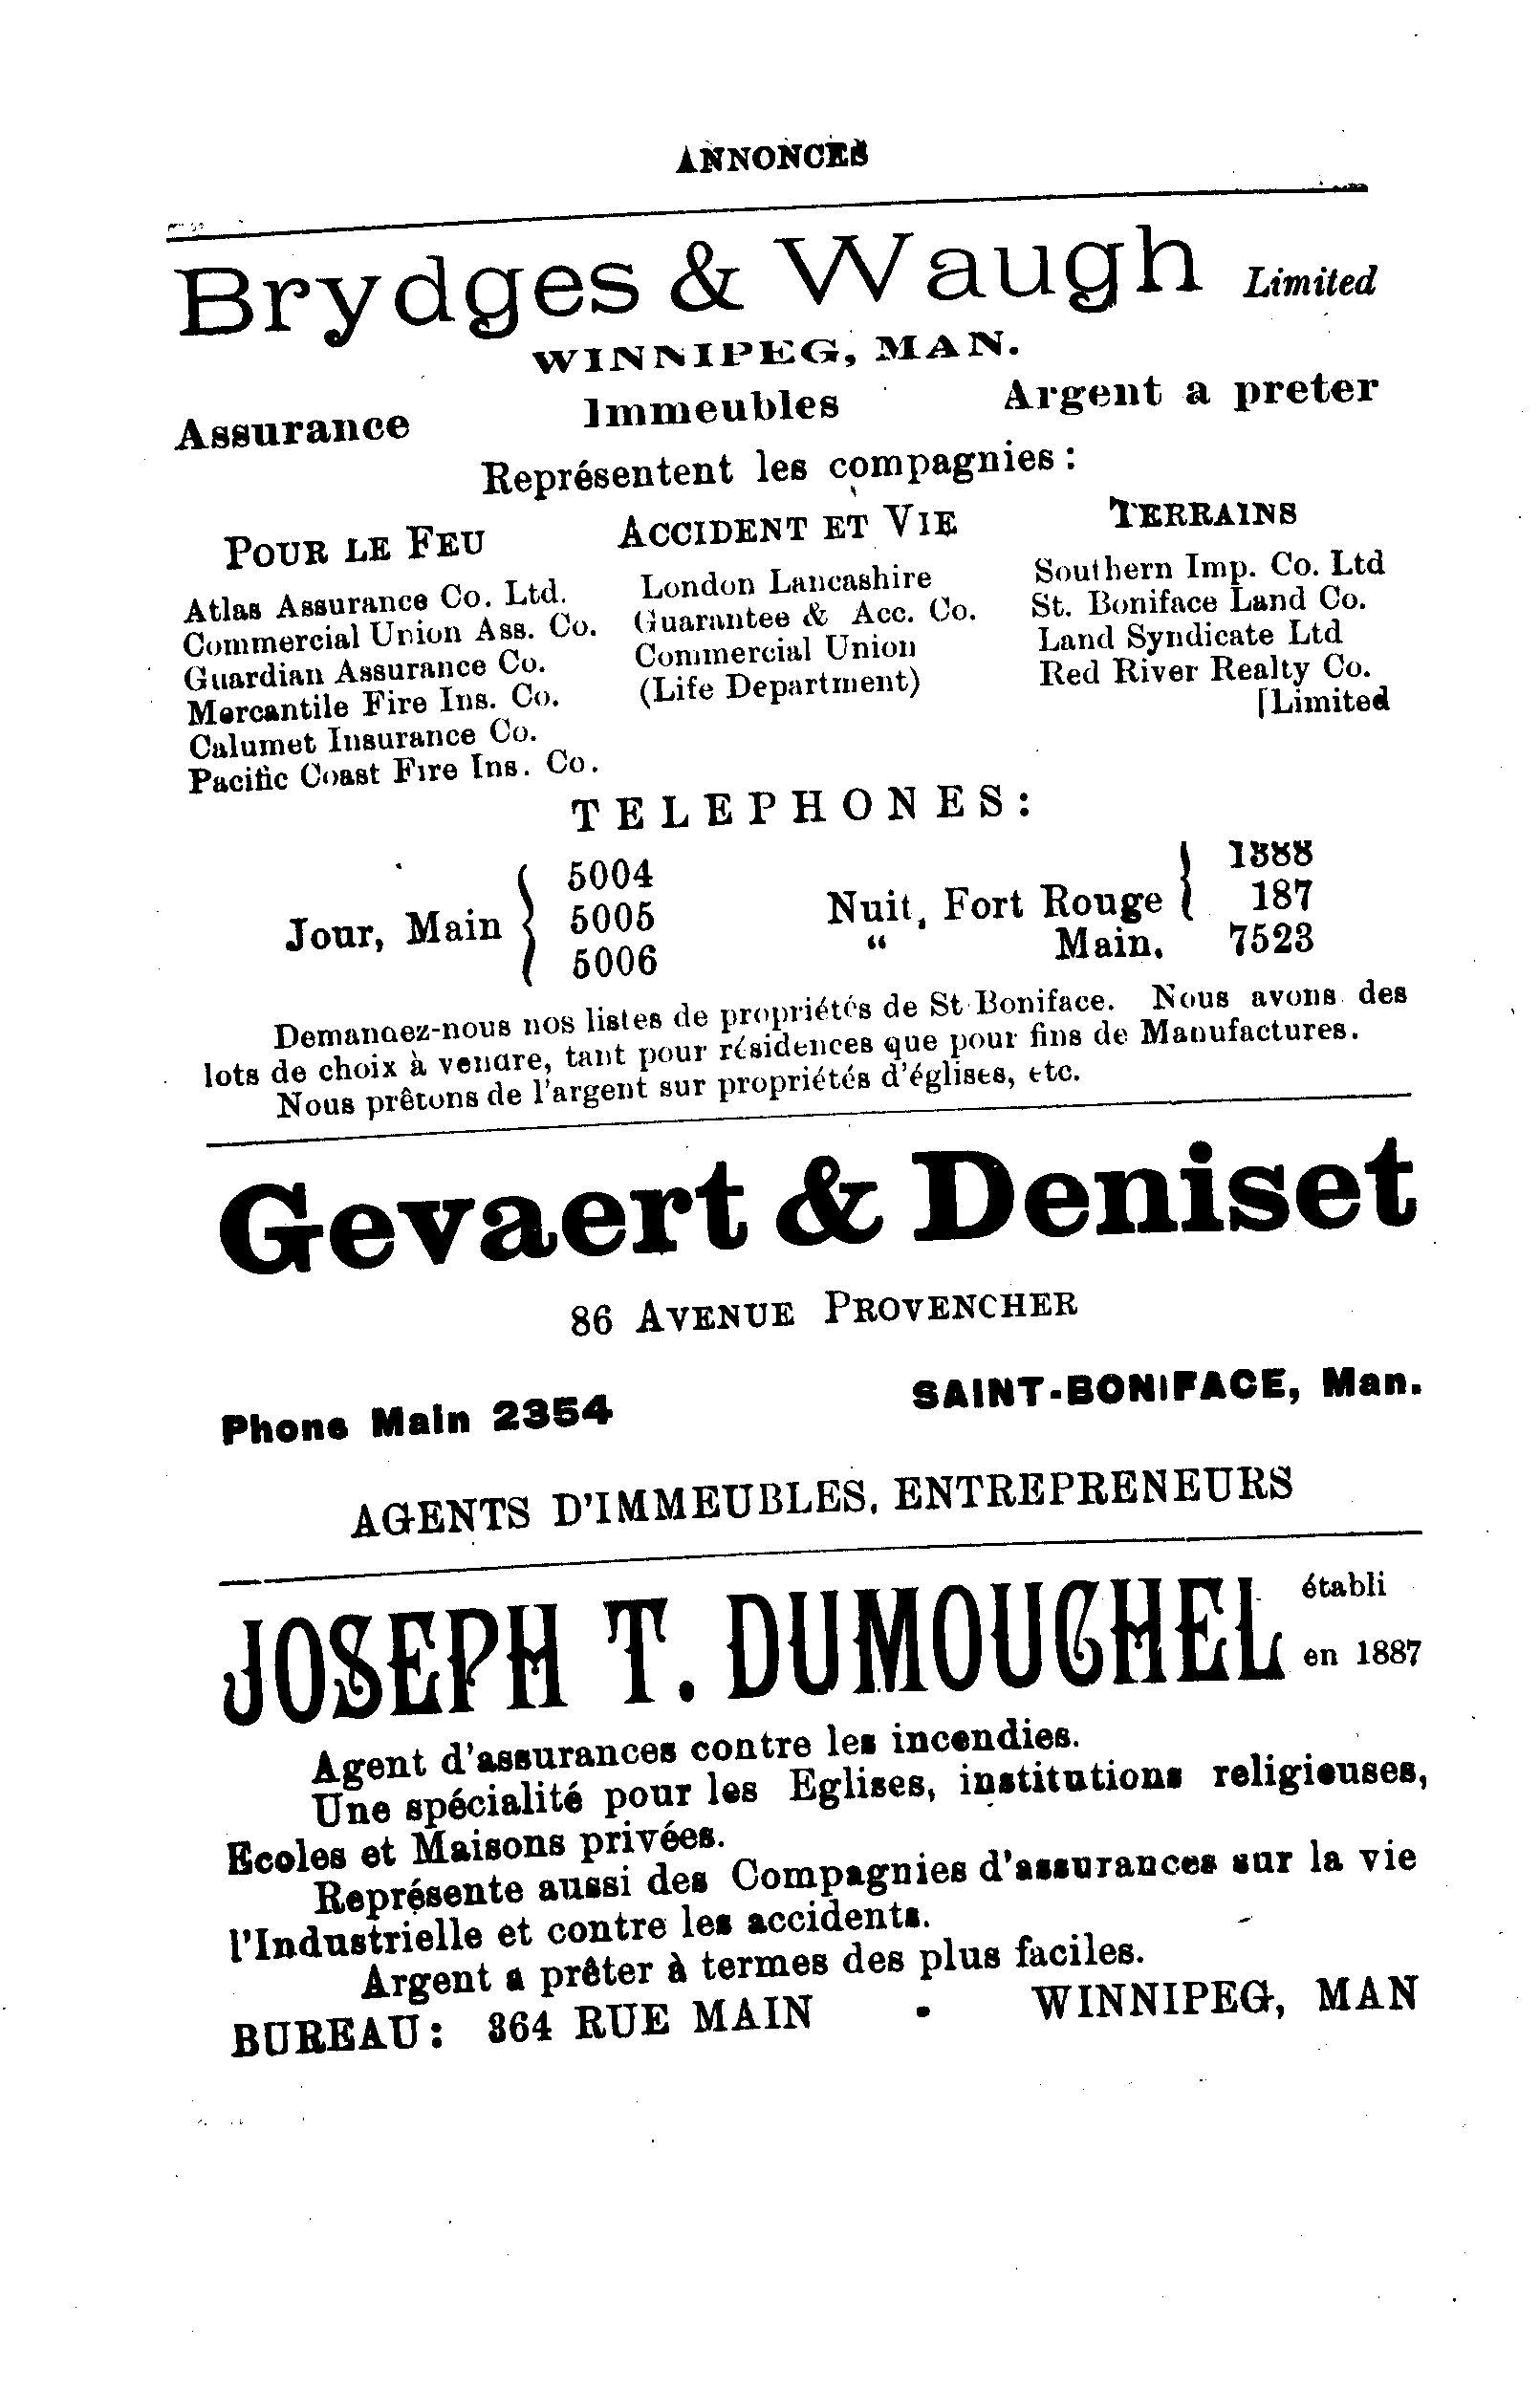 ANNONCES
Brydges & Waugh Limited
WINNIPEG, MAN.
Assurance Immeubles Argent a preter
Représentent les compagnies:
POUR LE FEU
Atlas Assurance Co. Ltd.
Commercial Union Ass. Co.
Guardian Assurance Co.
Mercantile Fire Ins. Co.
Calumet Insurance Co.
Pacific Coast Fire Ins. Co.
ACCIDENT ET VIE
London Lancashire
Guarantee & Acc. Co.
Commercial Union
(Life Department)
TERRAINS
Southern Imp. Co. Ltd
St. Boniface Land Co.
Land Syndicate Ltd
Red River Realty Co.
[Limited
TELEPHONES:
Jour, Main { 5004
5005
5006
Nuit, Fort Rouge } 1888
187
“ Main, 7523
Demandez-nous nos listes de propriétés de St Boniface. Nous avons des
lots de choix à vendre, tant pour résidences que pour fins de Manufactures.
Nous prêtons de l'argent sur propriétés d'églises, etc.
Gevaert & Deniset
86 AVENUE PROVENCHER
Phone Main 2354 SAINT-BONIFACE, Man.
AGENTS D'IMMEUBLES, ENTREPRENEURS
JOSEPH T. DUMOUCHEL établi
en 1887
Agent d'assurances contre les incendies.
Une spécialité pour les Eglises, institutions religieuses,
Ecoles et Maisons privées.
Représente aussi des Compagnies d'assurances sur la vie
l'Industrielle et contre les accidents.
Argent a prêter à termes des plus faciles.
BUREAU: 364 RUE MAIN - WINNIPEG, MAN